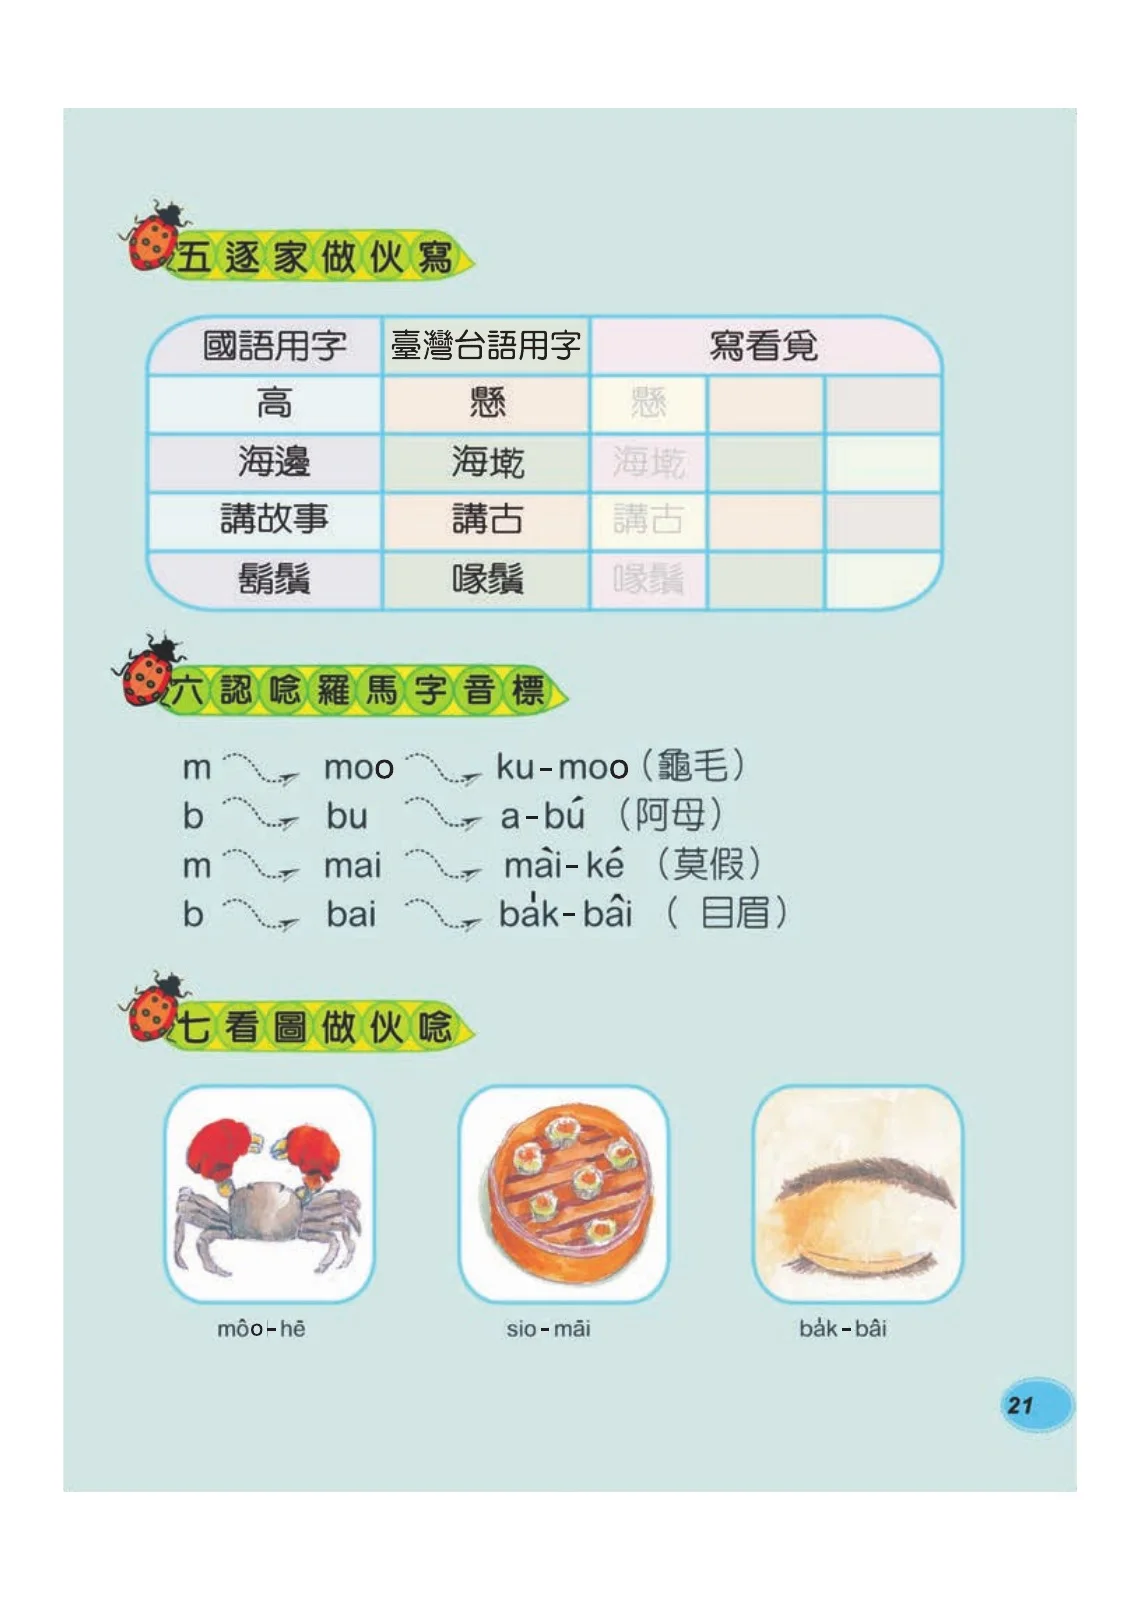 五逐家做伙寫
國語用字 臺灣台語用字 寫看覓
高 懸 懸
海邊 海墘 海墘
講故事 講古 講古
鬍鬚 喙鬚 喙鬚
六認唸羅馬字音標
m moo ku-moo（龜毛）
b bu a-bú （阿母）
m mai mài-ké （莫假）
b bai ba̍k-bâi （ 目眉）
七看圖做伙唸
môo-hē sio-māi ba̍k-bâi
21